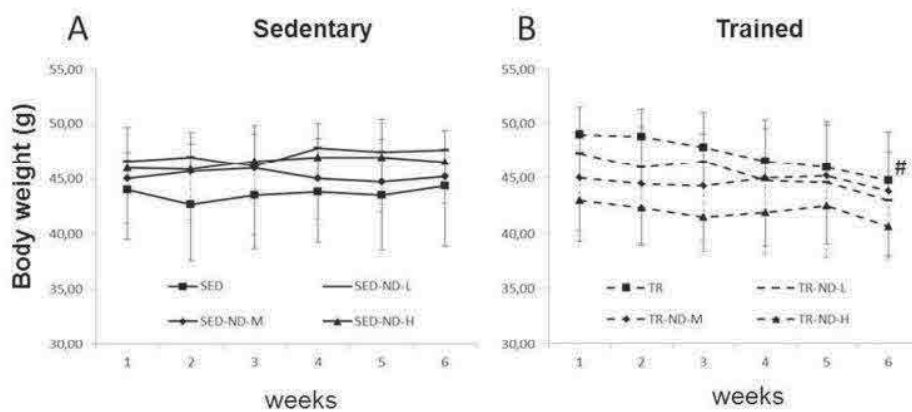 A Sedentary
Body weight (g)
55,00
50,00
45,00
40,00
35,00
30,00
SED SED-ND-L
SED-ND-M SED-ND-H
1 2 3 4 5 6
weeks
B Trained
55,00
50,00
45,00
40,00
35,00
30,00
#
TR TR-ND-L
TR-ND-M TR-ND-H
1 2 3 4 5 6
weeks